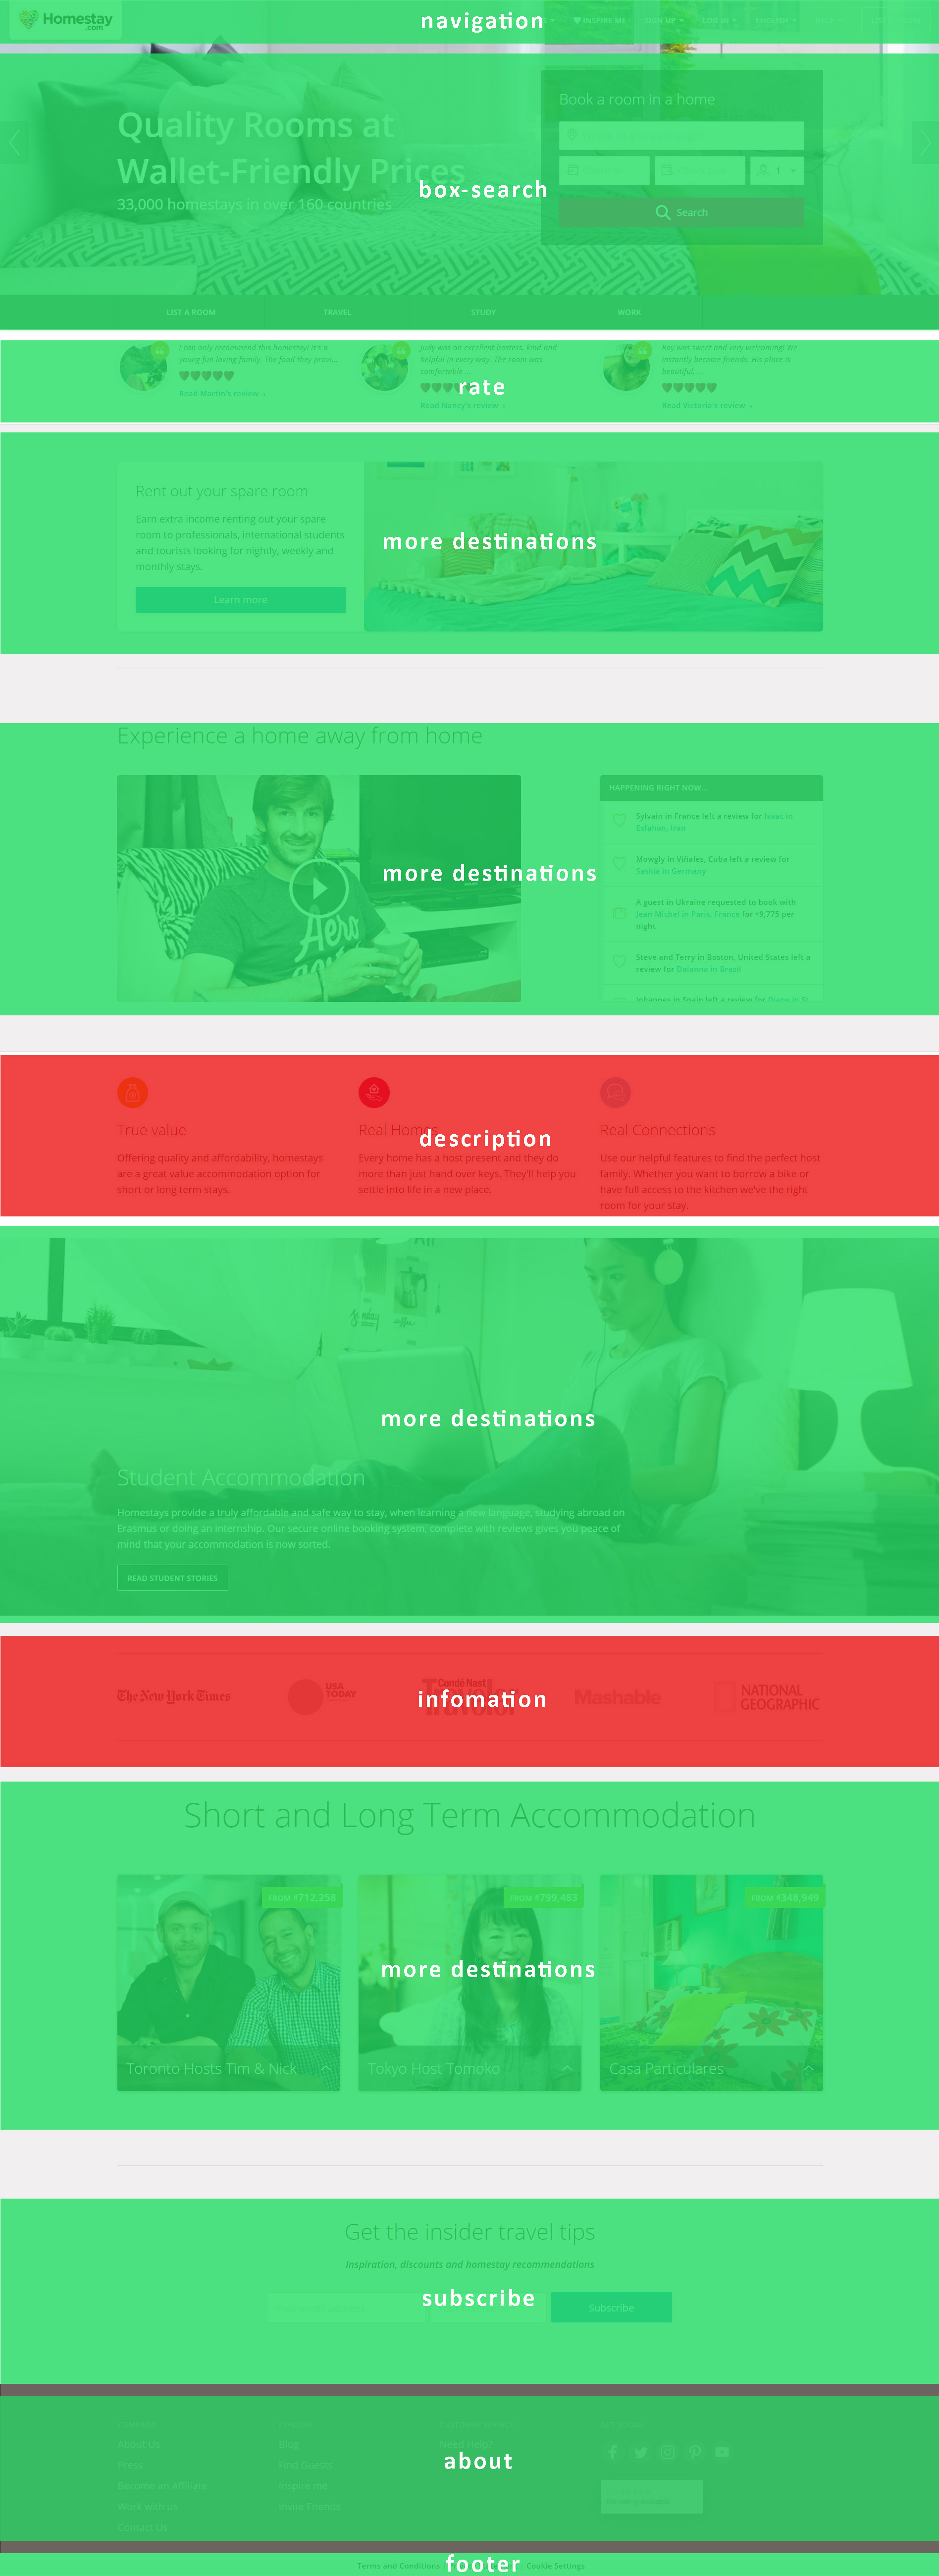 Homestay
.com
navigation
INSPIRE ME
SIGN UP
LOG IN
ENGLISH
HELP
Book a room in a home
Quality Rooms at
Wallet-Friendly Prices
33,000 homestays in over 160 countries
box-search
1
Search
LIST A ROOM
TRAVEL
STUDY
WORK
I can only recommend this homestay! It's a
young fun loving family. The food they provi...
Read Martin's review
Judy was an excellent hostess, kind and
helpful in every way. The room was
comfortable ...
Read Nancy's review
Ray was sweet and very welcoming! We
instantly become friends. His place is
beautiful, ...
Read Victoria's review
rate
Rent out your spare room
Earn extra income renting out your spare
room to professionals, international students
and tourists looking for nightly, weekly and
monthly stays.
Learn more
more destinations
Experience a home away from home
Aero
more destinations
HAPPENING RIGHT NOW...
Sylvain in France left a review for Isaac in
Esfahan, Iran
Mowgly in Viñales, Cuba left a review for
Saskia in Germany
A guest in Ukraine requested to book with
Jean Michel in Paris, France for ₫9,775 per
night
Steve and Terry in Boston, United States left a
review for Daianna in Brazil
Johannes in Spain left a review for Diane in St
True value
Offering quality and affordability, homestays
are a great value accommodation option for
short or long term stays.
Real Homes
Every home has a host present and they do
more than just hand over keys. They'll help you
settle into life in a new place.
Real Connections
Use our helpful features to find the perfect host
family. Whether you want to borrow a bike or
have full access to the kitchen we've the right
room for your stay.
description
more destinations
Student Accommodation
Homestays provide a truly affordable and safe way to stay, when learning a new language, studying abroad on
Erasmus or doing an internship. Our secure online booking system, complete with reviews gives you peace of
mind that your accommodation is now sorted.
READ STUDENT STORIES
The New York Times
USA
TODAY
Condé Nast
Traveler
Mashable
NATIONAL
GEOGRAPHIC
infomation
Short and Long Term Accommodation
FROM ₫712,258
FROM ₫799,483
FROM ₫348,949
more destinations
Toronto Hosts Tim & Nick
Tokyo Host Tomoko
Casa Particulares
Get the insider travel tips
Inspiration, discounts and homestay recommendations
subscribe
Subscribe
About Us
Press
Become an Affiliate
Work with us
Contact Us
Blog
Find Guests
Inspire me
Invite Friends
Need Help?
about
Terms and Conditions
footer
Cookie Settings